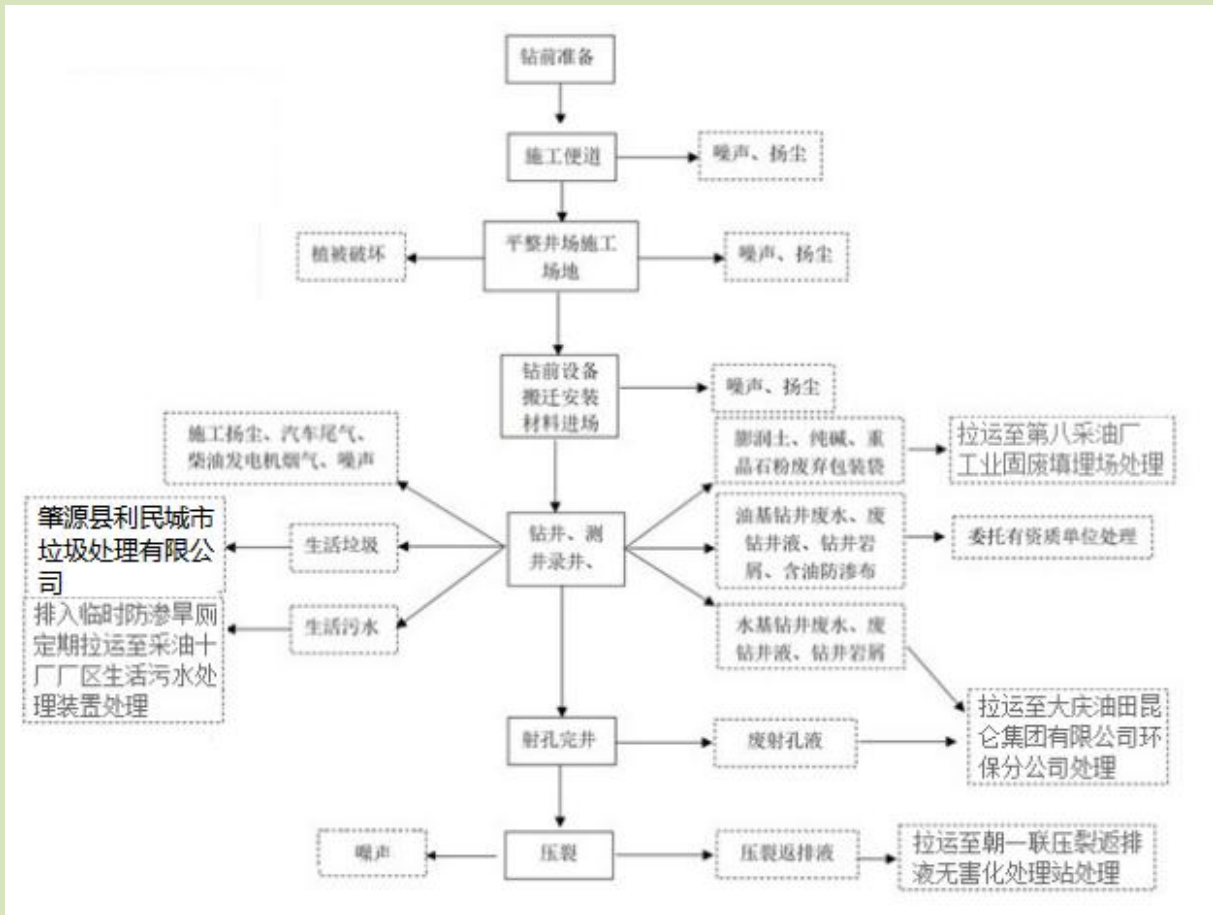 钻前准备
施工便道
噪声、扬尘
植被破坏
平整井场施工
场地
噪声、扬尘
钻前设备
搬迁安装
材料进场
噪声、扬尘
施工扬尘、汽车尾气、
柴油发电机烟气、噪声
膨润土、纯碱、重
晶石粉废弃包装袋
拉运至第八采油厂
工业固废填埋场处理
肇源县利民城市
垃圾处理有限公
司
生活垃圾
钻井、测
井录井、
油基钻井废水、废
钻井液、钻井岩
屑、含油防渗布
委托有资质单位处理
排入临时防渗旱厕
定期拉运至采油十
厂厂区生活污水处
理装置处理
生活污水
水基钻井废水、废
钻井液、钻井岩屑
射孔完井
废射孔液
拉运至大庆油田昆
仑集团有限公司环
保分公司处理
噪声
压裂
压裂返排液
拉运至朝一联压裂返排
液无害化处理站处理